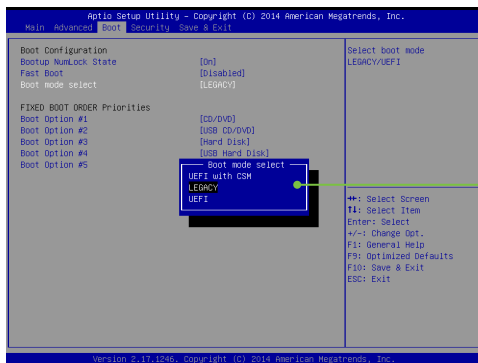 Aptio Setup Utility - Copyright (C) 2014 American Megatrends, Inc.
Main Advanced Boot Security Save & Exit
Boot Configuration
Bootup NumLock State [On]
Fast Boot [Disabled]
Boot mode select [LEGACY]
FIXED BOOT ORDER Priorities
Boot Option #1 [CD/DVD]
Boot Option #2 [USB CD/DVD]
Boot Option #3 [Hard Disk]
Boot Option #4 [USB Hard Disk]
Boot Option #5
Boot mode select
UEFI with CSM
LEGACY
UEFI
Select boot mode
LEGACY/UEFI
→←: Select Screen
↑↓: Select Item
Enter: Select
+/-: Change Opt.
F1: General Help
F9: Optimized Defaults
F10: Save & Exit
ESC: Exit
Version 2.17.1246. Copyright (C) 2014 American Megatrends, Inc.